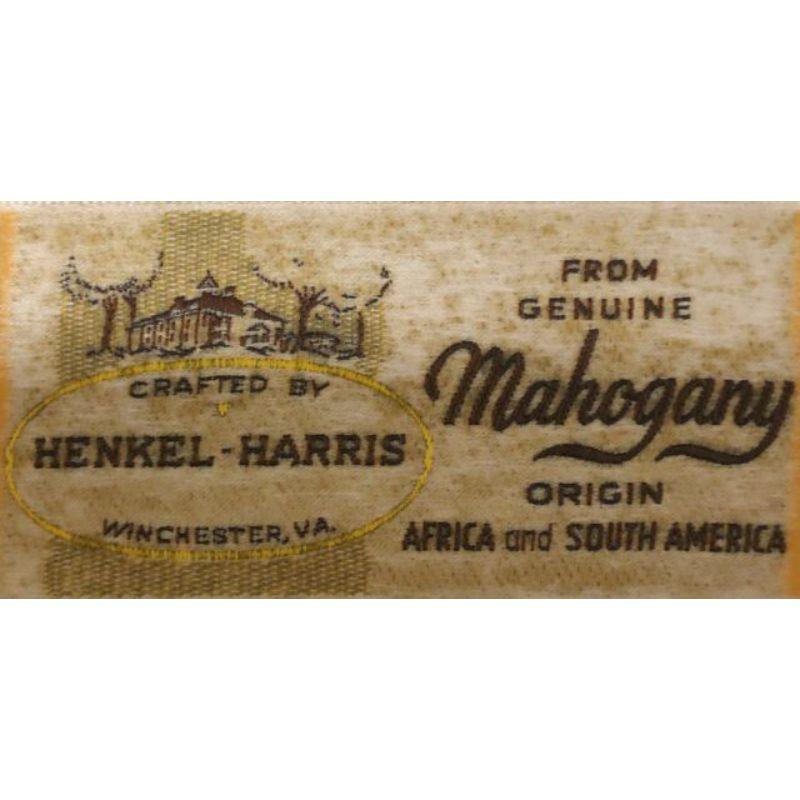 CRAFTED BY
HENKEL-HARRIS
WINCHESTER, VA.
FROM
GENUINE
Mahogany
ORIGIN
AFRICA and SOUTH AMERICA